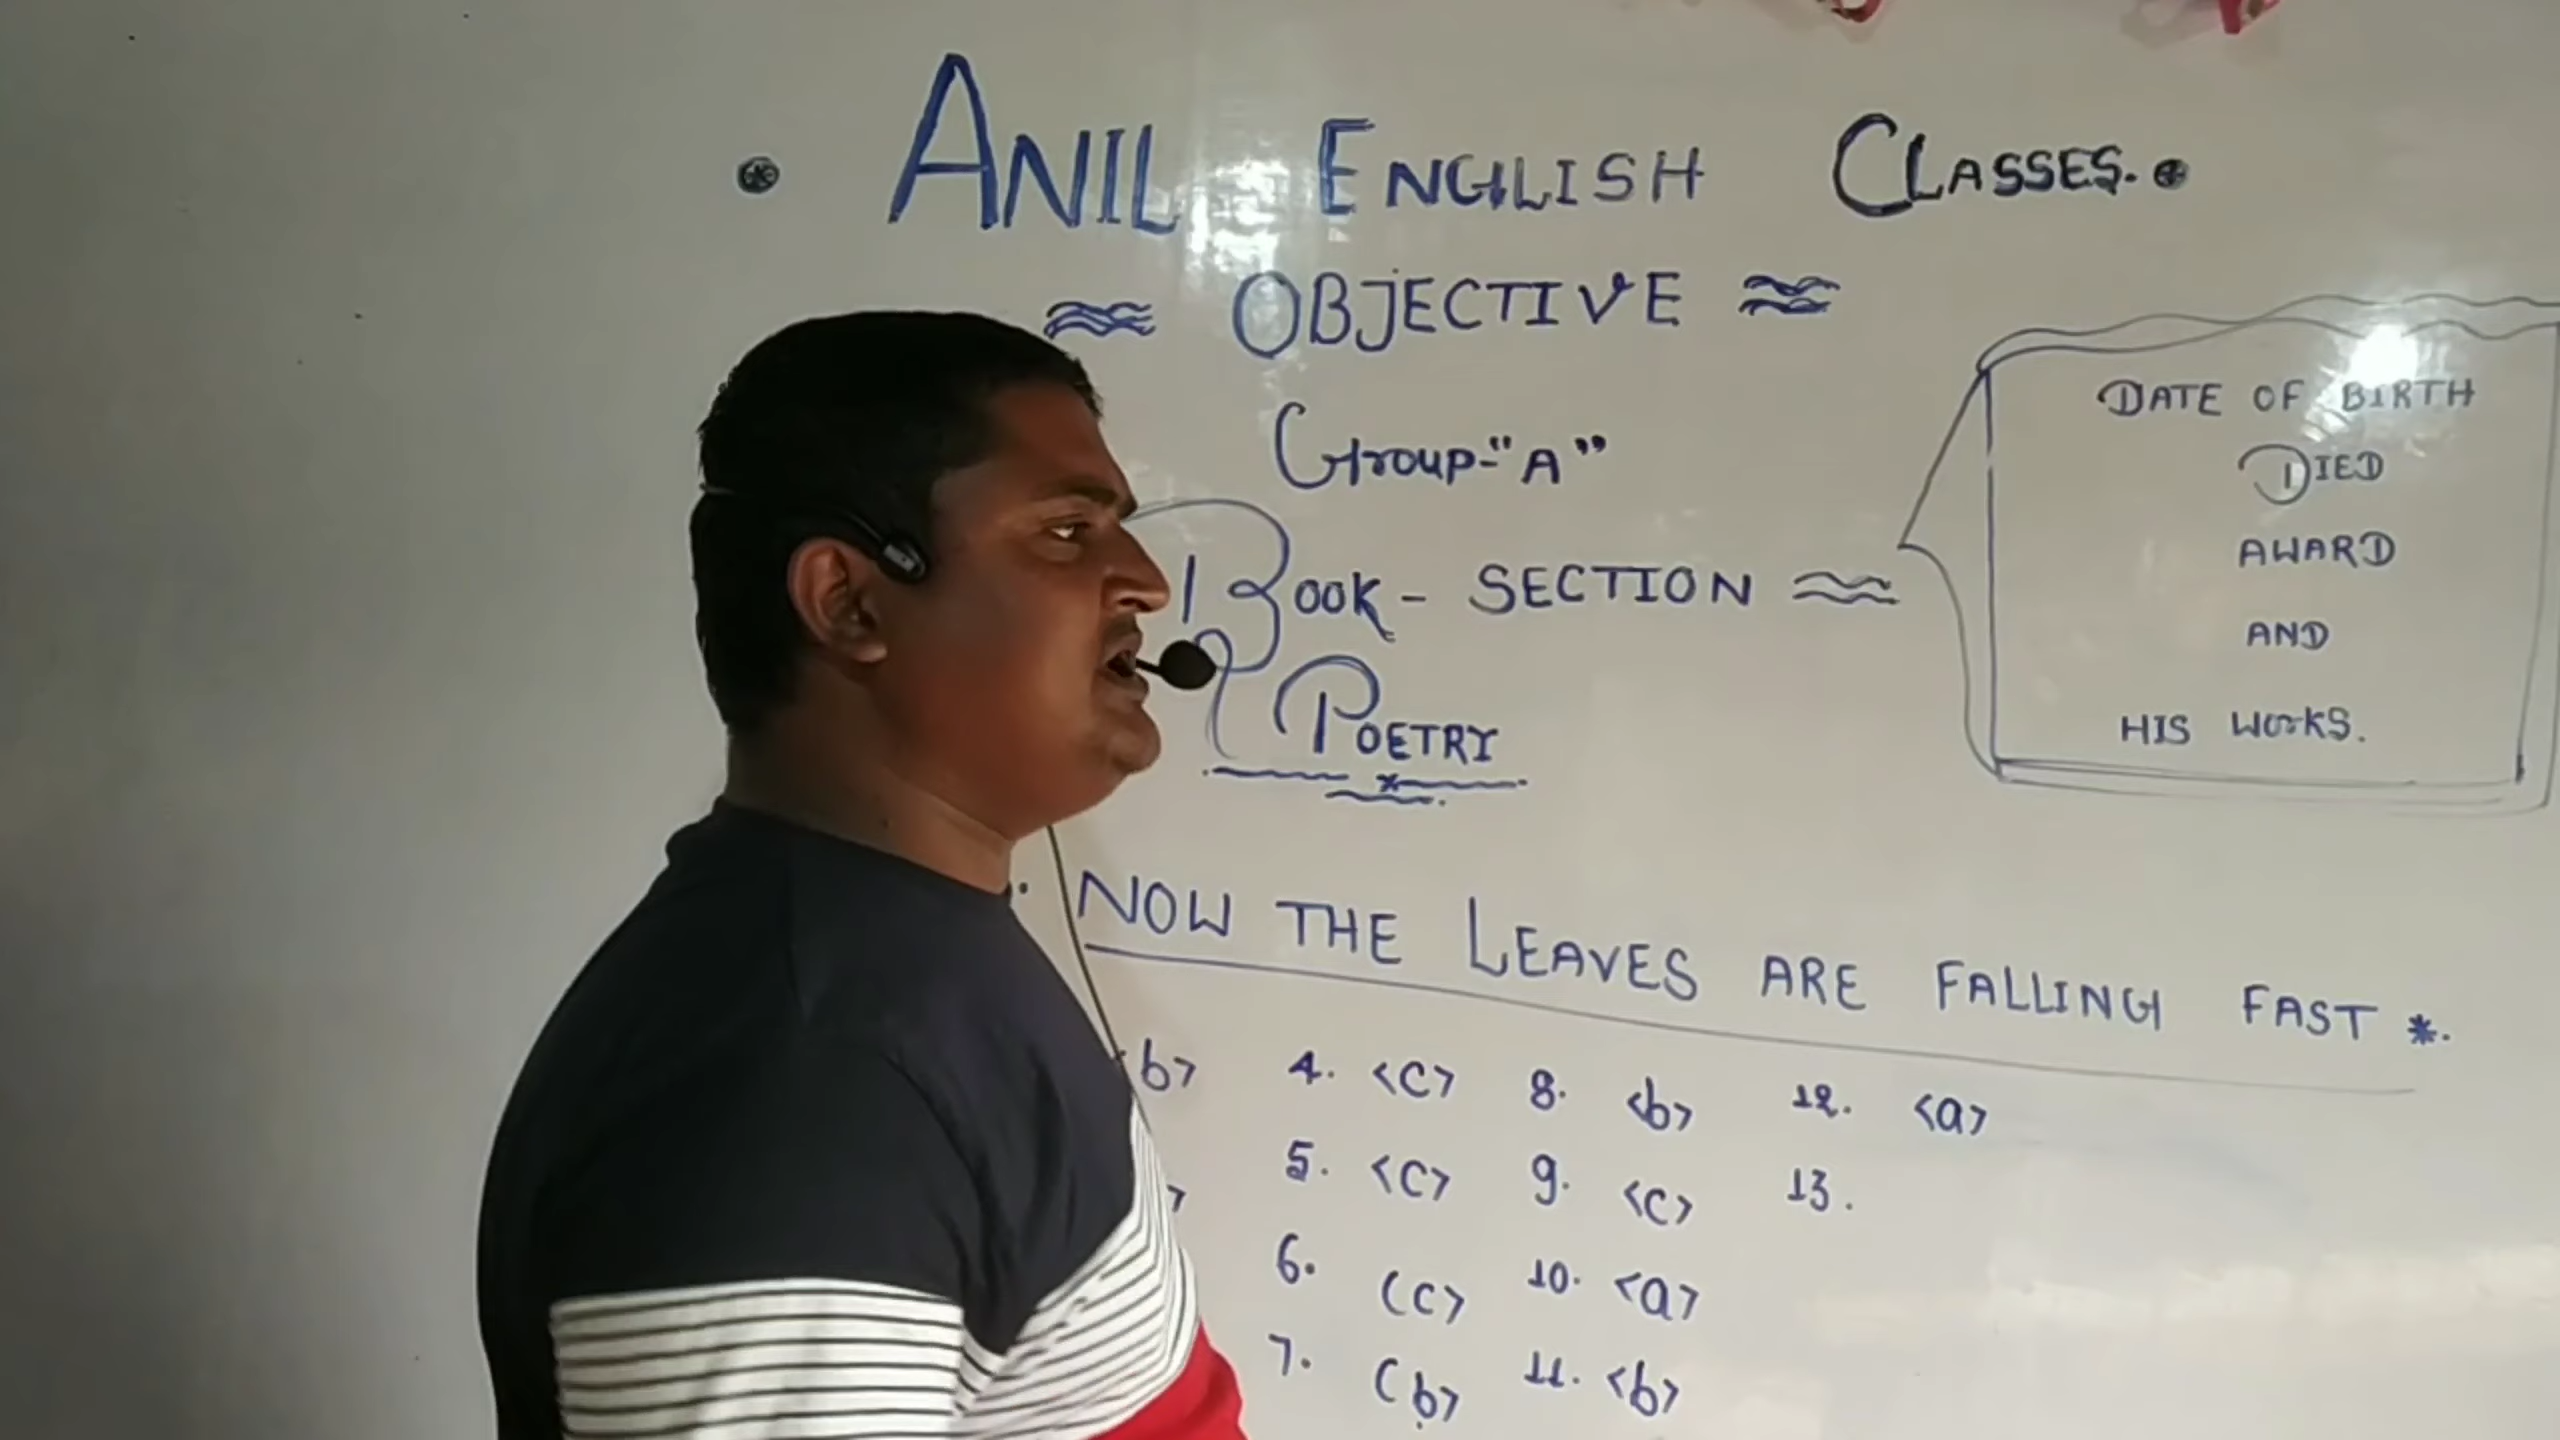 ANIL ENGLISH CLASSES.
OBJECTIVE
Group-"A"
BOOK - SECTION
POETRY
DATE OF BIRTH
DIED
AWARD
AND
HIS WORKS.
NOW THE LEAVES ARE FALLING FAST *.
b> 4. <c> 8. <b> 12. <a>
5. <c> 9. <c> 13.
6. (c> 10. <a>
7. (b> 11. <b>